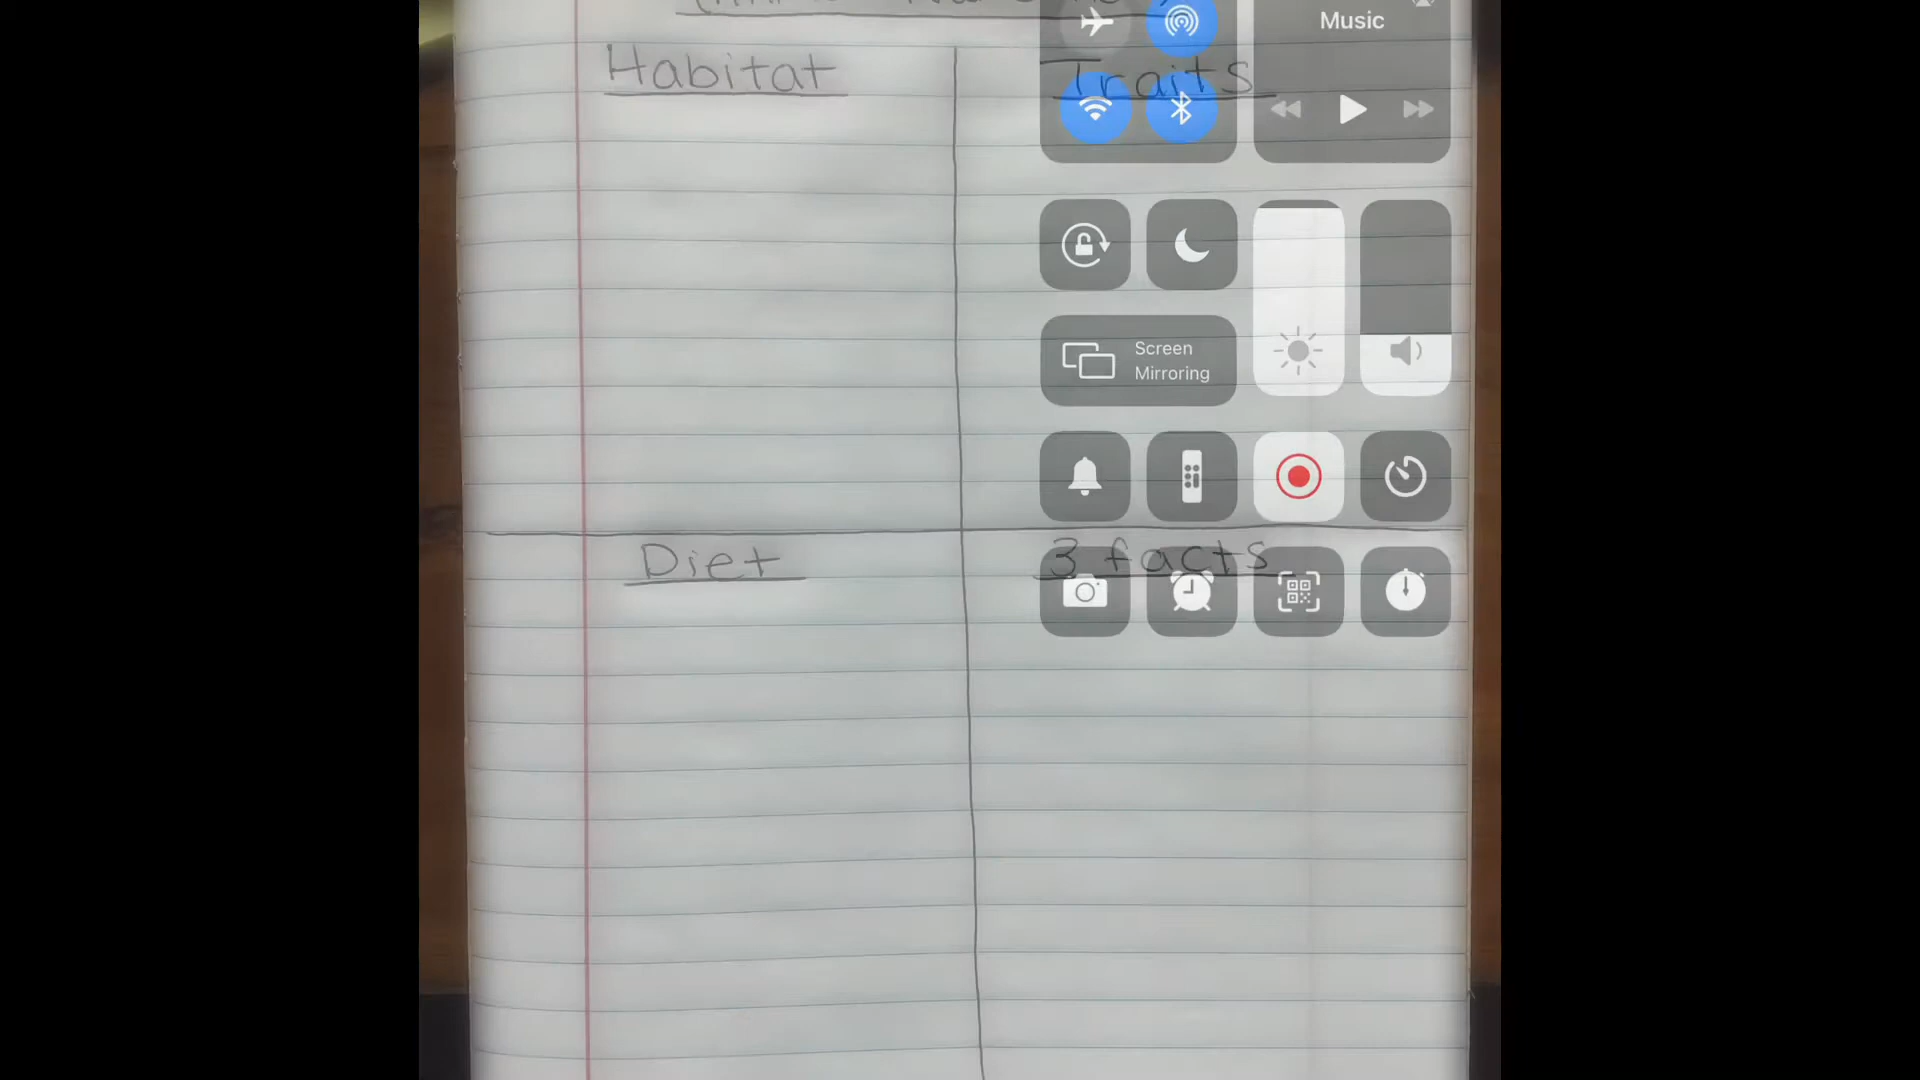 Music
Habitat
Traits
Screen
Mirroring
Diet
3 facts